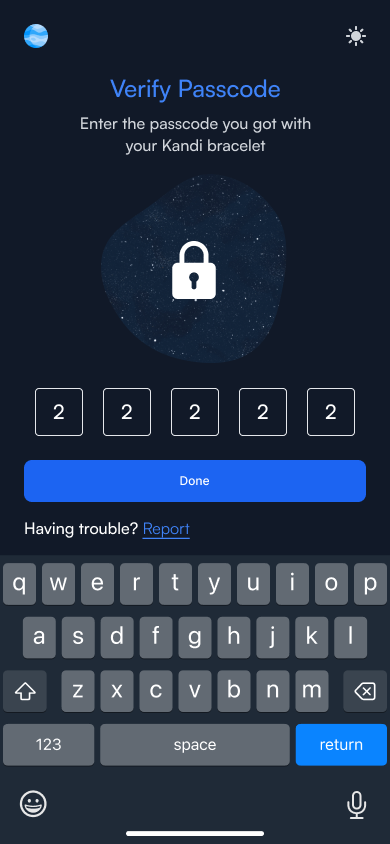 Verify Passcode
Enter the passcode you got with
your Kandi bracelet
2 2 2 2 2
Done
Having trouble? Report
q w e r t y u i o p
a s d f g h j k l
z x c v b n m
123 space return